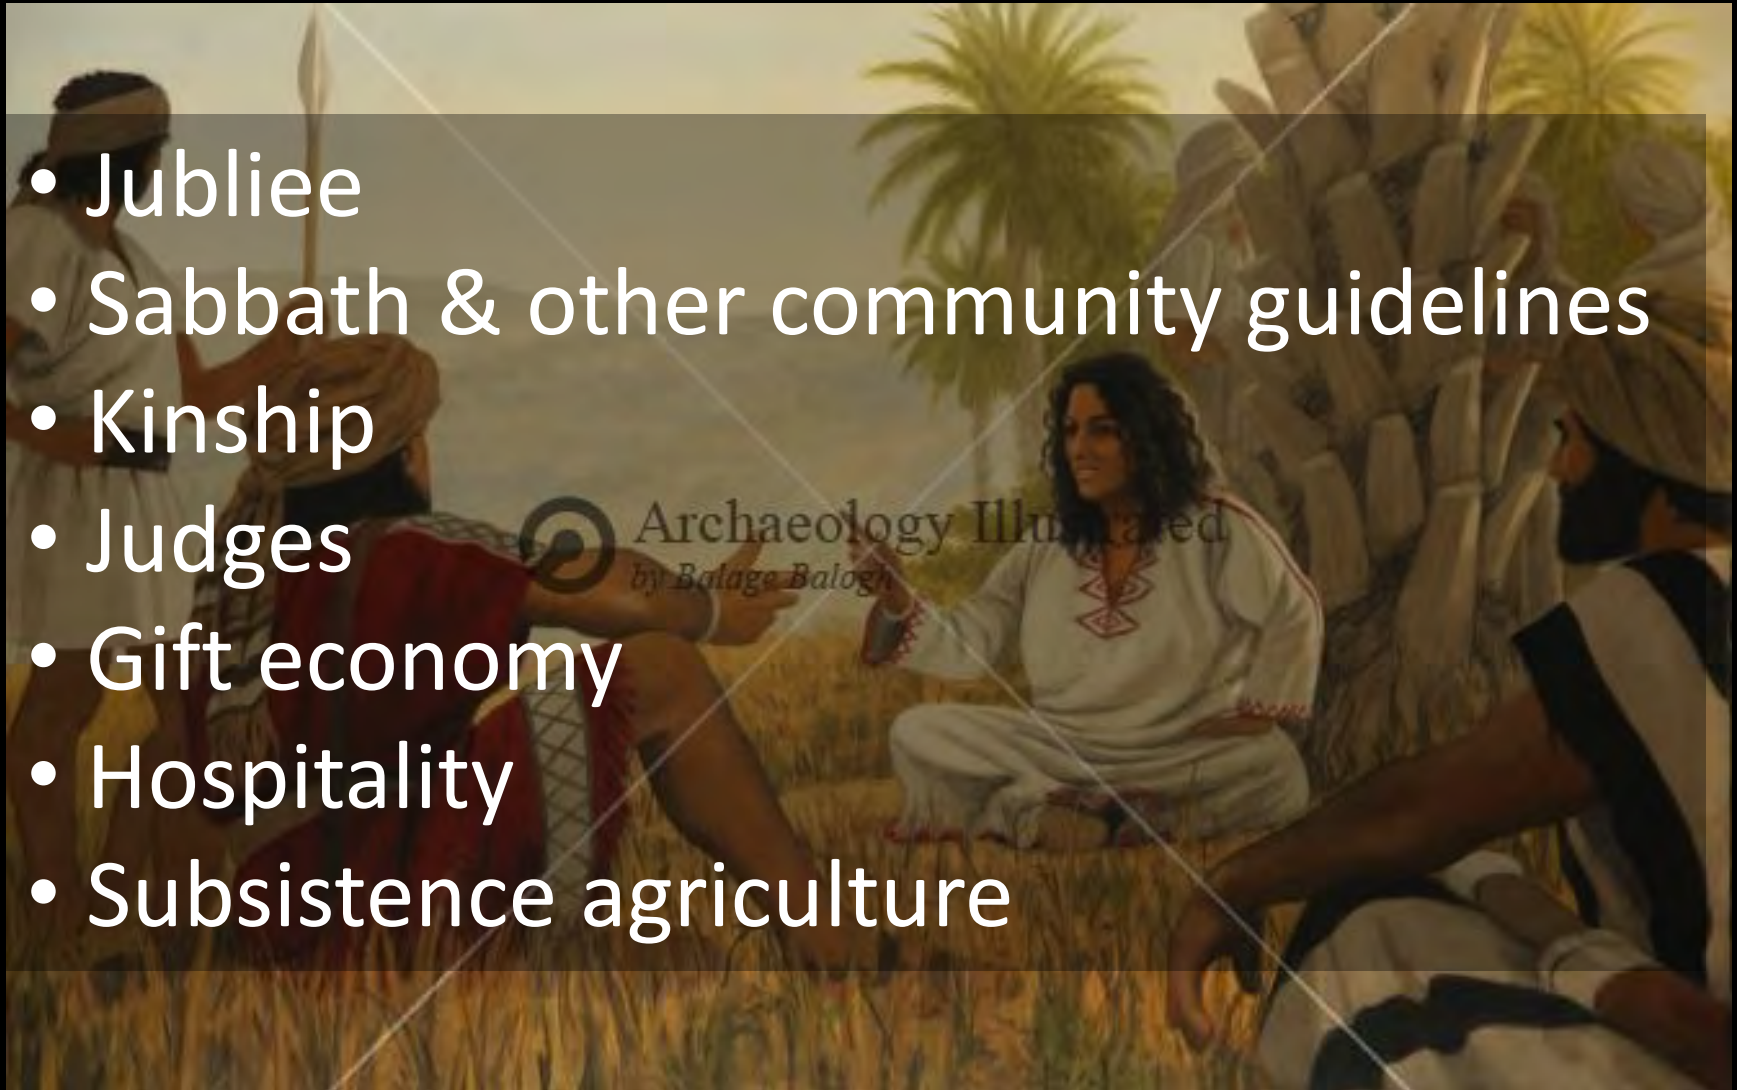 • Jubliee
• Sabbath & other community guidelines
• Kinship
• Judges
Archaeology Illustrated
by Balage Balogh
• Gift economy
• Hospitality
• Subsistence agriculture